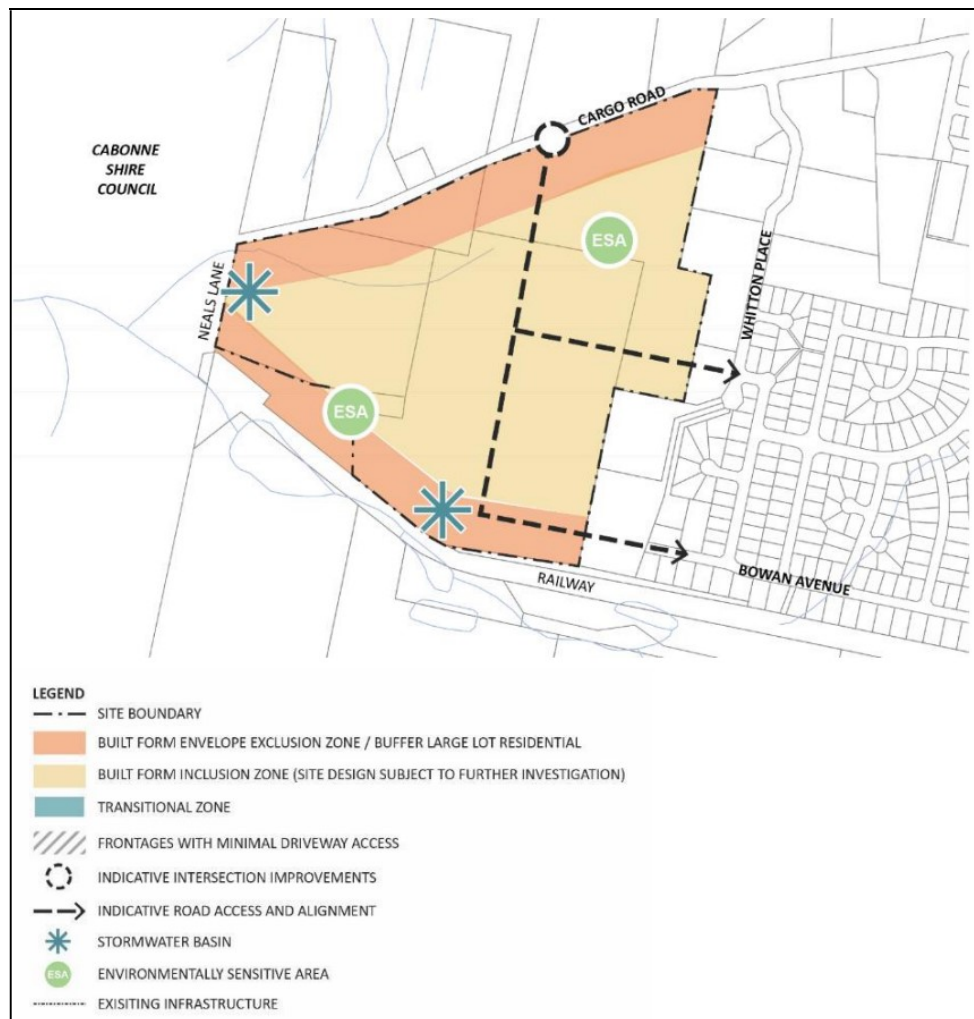 CARGO ROAD
CABONNE
SHIRE
COUNCIL
ESA
NEALS LANE
WHITTON PLACE
ESA
BOWAN AVENUE
RAILWAY
LEGEND
SITE BOUNDARY
BUILT FORM ENVELOPE EXCLUSION ZONE / BUFFER LARGE LOT RESIDENTIAL
BUILT FORM INCLUSION ZONE (SITE DESIGN SUBJECT TO FURTHER INVESTIGATION)
TRANSITIONAL ZONE
FRONTAGES WITH MINIMAL DRIVEWAY ACCESS
INDICATIVE INTERSECTION IMPROVEMENTS
INDICATIVE ROAD ACCESS AND ALIGNMENT
STORMWATER BASIN
ESA ENVIRONMENTALLY SENSITIVE AREA
EXISITING INFRASTRUCTURE